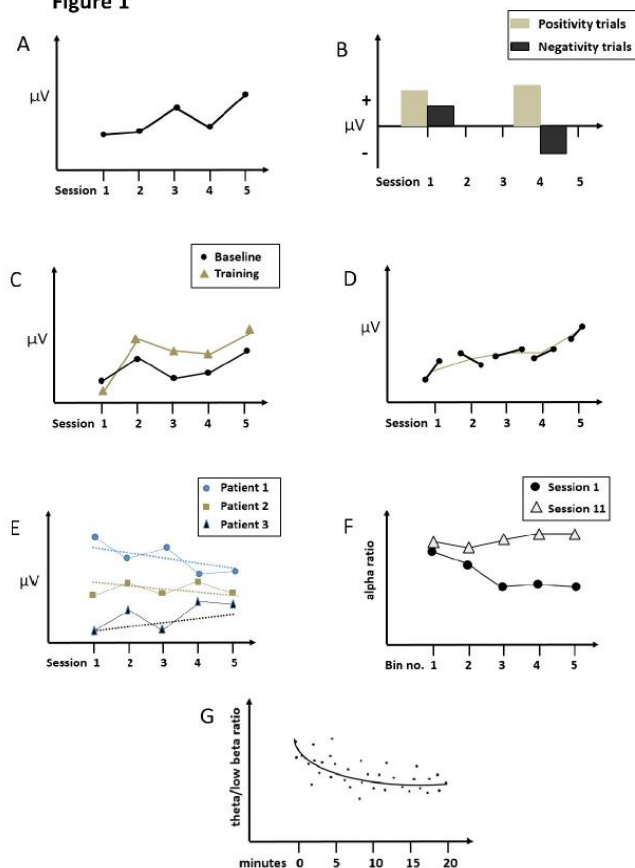 Figure 1
A
μV
Session 1 2 3 4 5
B
Positivity trials
Negativity trials
+
μV
-
Session 1 2 3 4 5
C
Baseline
Training
μV
Session 1 2 3 4 5
D
μV
Session 1 2 3 4 5
E
Patient 1
Patient 2
Patient 3
μV
Session 1 2 3 4 5
F
Session 1
Session 11
alpha ratio
Bin no. 1 2 3 4 5
G
theta/low beta ratio
minutes 0 5 10 15 20